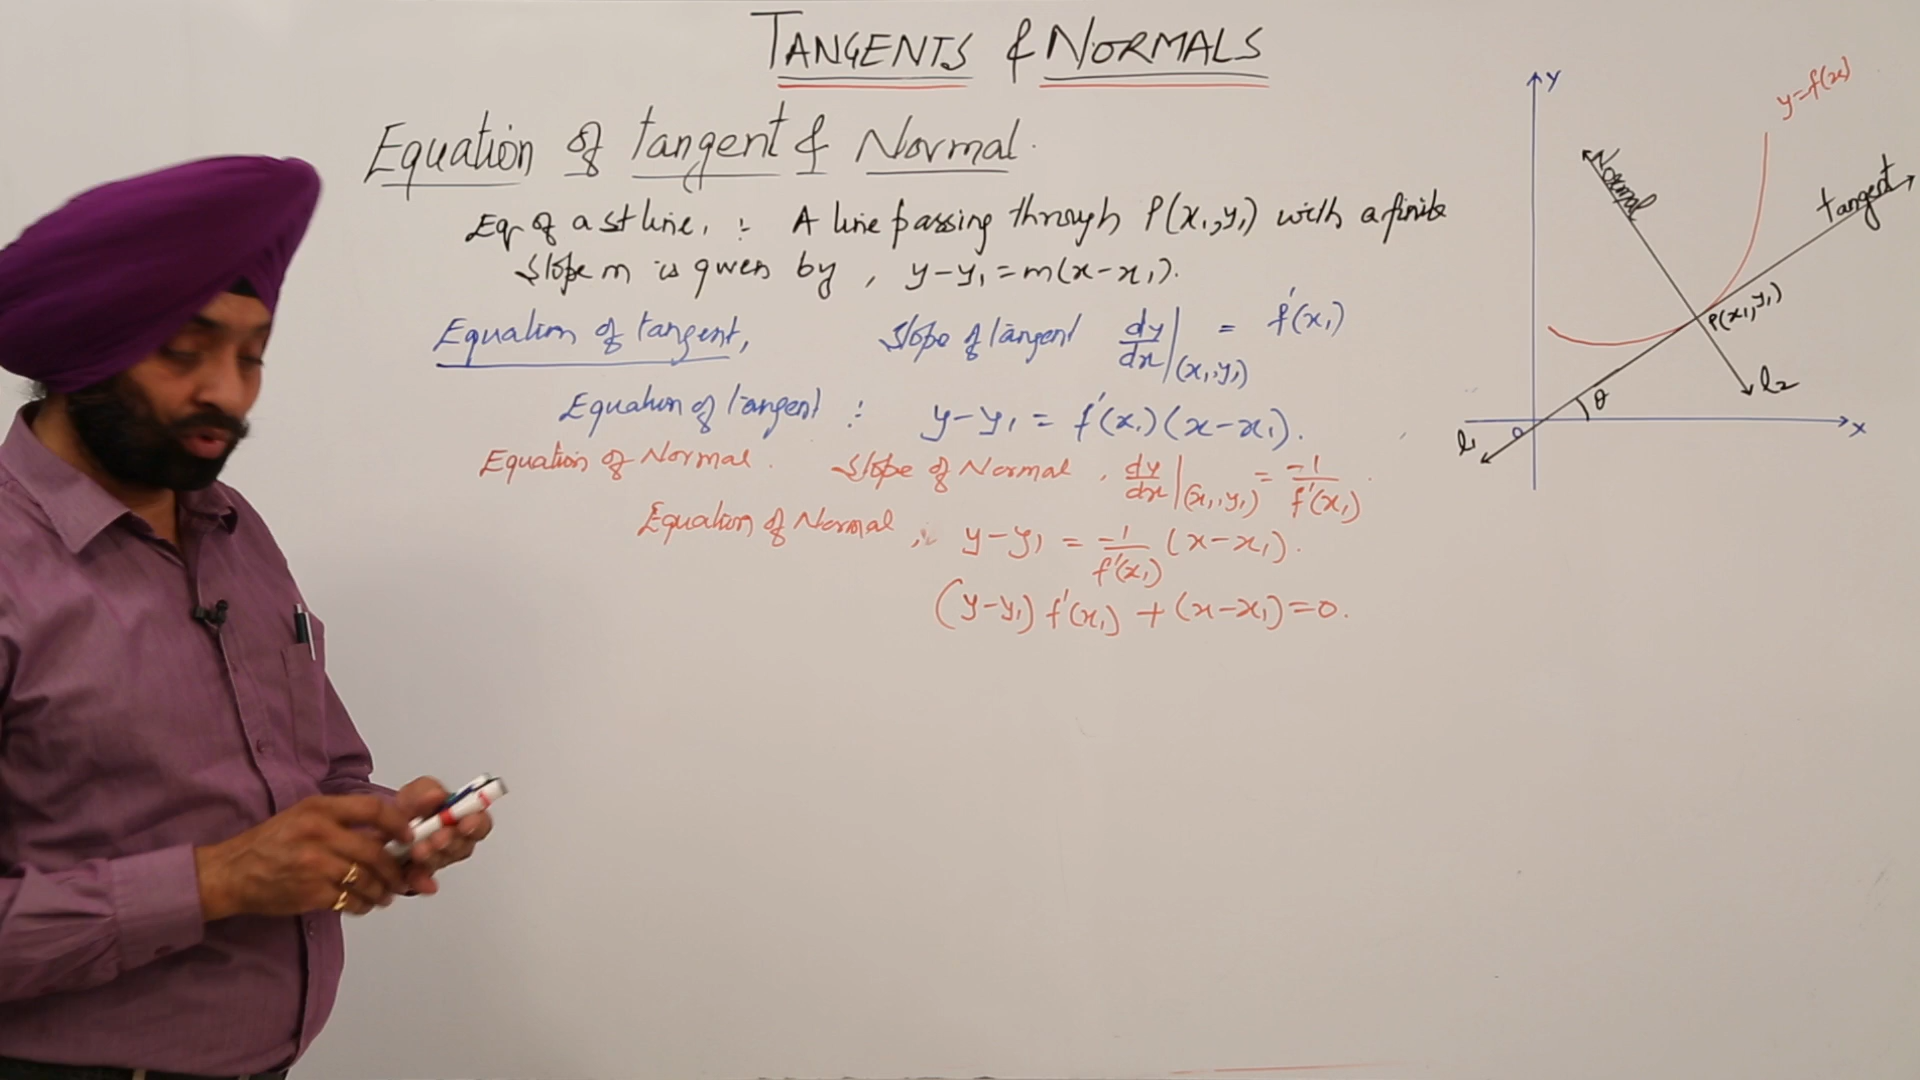 TANGENTS & NORMALS
Equation of tangent & Normal.
Eq of a st line, : A line passing through P(x₁,y₁) with a finite
slope m is given by, y-y₁=m(x-x₁).
Equation of tangent, Slope of tangent dy/dx|(x₁,y₁) = f'(x₁)
Equation of tangent : y-y₁ = f'(x₁)(x-x₁).
Equation of Normal. Slope of Normal, dy/dx|(x₁,y₁) = -1/f'(x₁)
Equation of Normal, y-y₁ = -1/f'(x₁) (x-x₁).
(y-y₁) f'(x₁) + (x-x₁)=0.
Y
y=f(x)
Normal
tangent
P(x₁,y₁)
l₂
θ
X
O
l₁